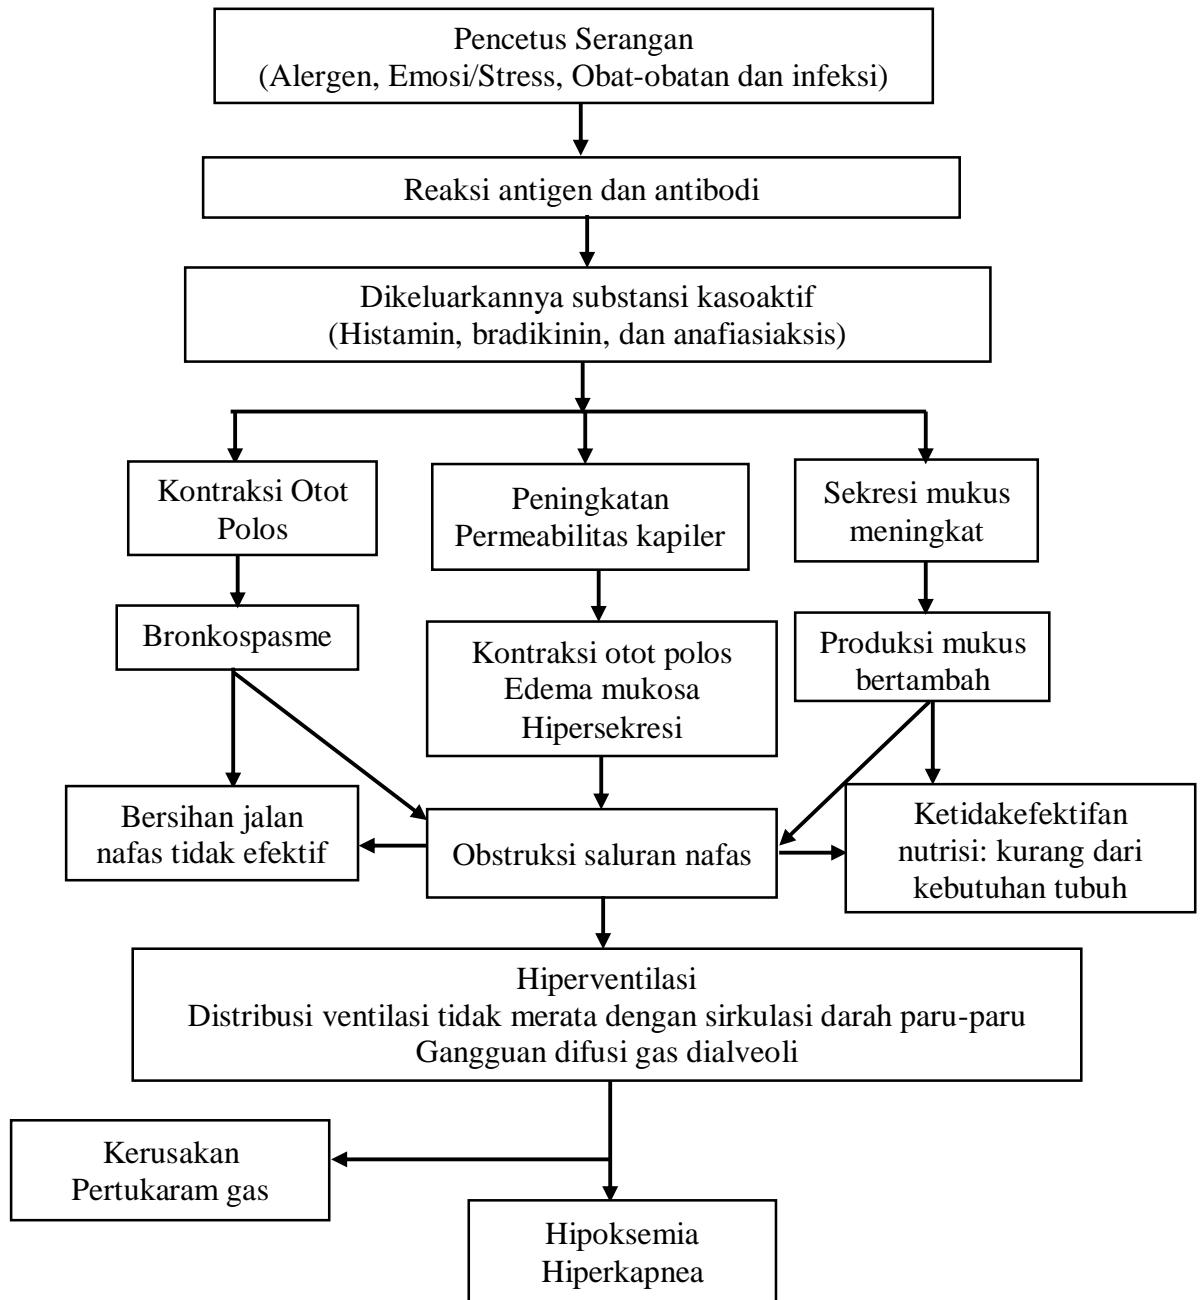 Pencetus Serangan
(Alergen, Emosi/Stress, Obat-obatan dan infeksi)
Reaksi antigen dan antibodi
Dikeluarkannya substansi kasoaktif
(Histamin, bradikinin, dan anafiasiaksis)
Kontraksi Otot
Polos
Peningkatan
Permeabilitas kapiler
Sekresi mukus
meningkat
Bronkospasme
Kontraksi otot polos
Edema mukosa
Hipersekresi
Produksi mukus
bertambah
Bersihan jalan
nafas tidak efektif
Obstruksi saluran nafas
Ketidakefektifan
nutrisi: kurang dari
kebutuhan tubuh
Hiperventilasi
Distribusi ventilasi tidak merata dengan sirkulasi darah paru-paru
Gangguan difusi gas dialveoli
Kerusakan
Pertukaram gas
Hipoksemia
Hiperkapnea